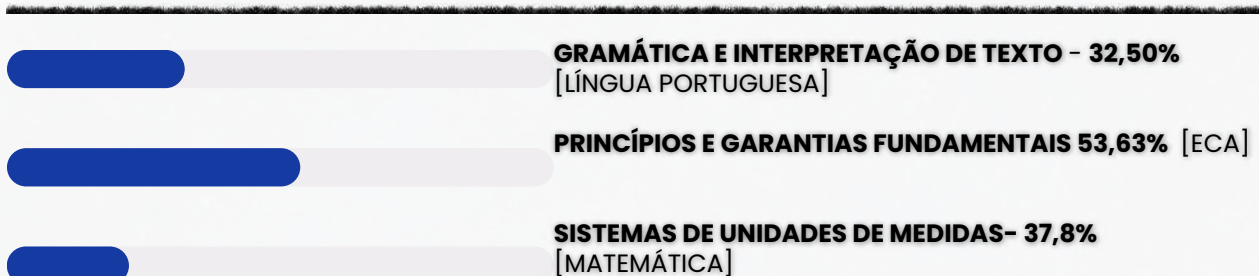 GRAMÁTICA E INTERPRETAÇÃO DE TEXTO - 32,50%
[LÍNGUA PORTUGUESA]
PRINCÍPIOS E GARANTIAS FUNDAMENTAIS 53,63% [ECA]
SISTEMAS DE UNIDADES DE MEDIDAS- 37,8%
[MATEMÁTICA]